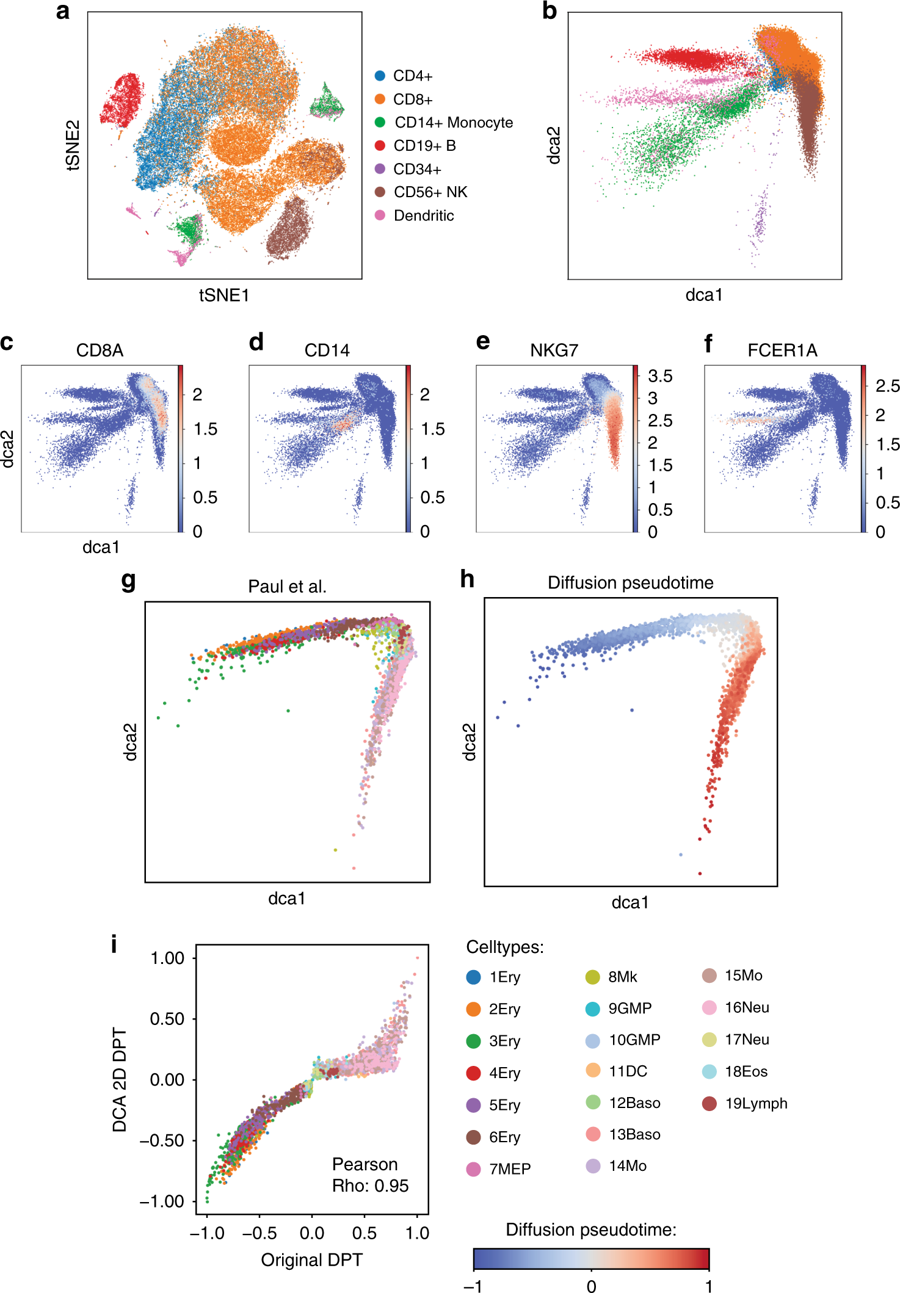 a
tSNE2
tSNE1
CD4+
CD8+
CD14+ Monocyte
CD19+ B
CD34+
CD56+ NK
Dendritic
b
dca2
dca1
c
CD8A
dca2
dca1
2
1.5
1
0.5
0
d
CD14
2
1.5
1
0.5
0
e
NKG7
3.5
3
2.5
2
1.5
1
0.5
0
f
FCER1A
2.5
2
1.5
1
0.5
0
g
Paul et al.
dca2
dca1
h
Diffusion pseudotime
dca2
dca1
i
DCA 2D DPT
1.00
0.50
0.00
−0.50
−1.00
Pearson
Rho: 0.95
−1.0 −0.5 0.0 0.5 1.0
Original DPT
Celltypes:
1Ery
2Ery
3Ery
4Ery
5Ery
6Ery
7MEP
8Mk
9GMP
10GMP
11DC
12Baso
13Baso
14Mo
15Mo
16Neu
17Neu
18Eos
19Lymph
Diffusion pseudotime:
−1 0 1